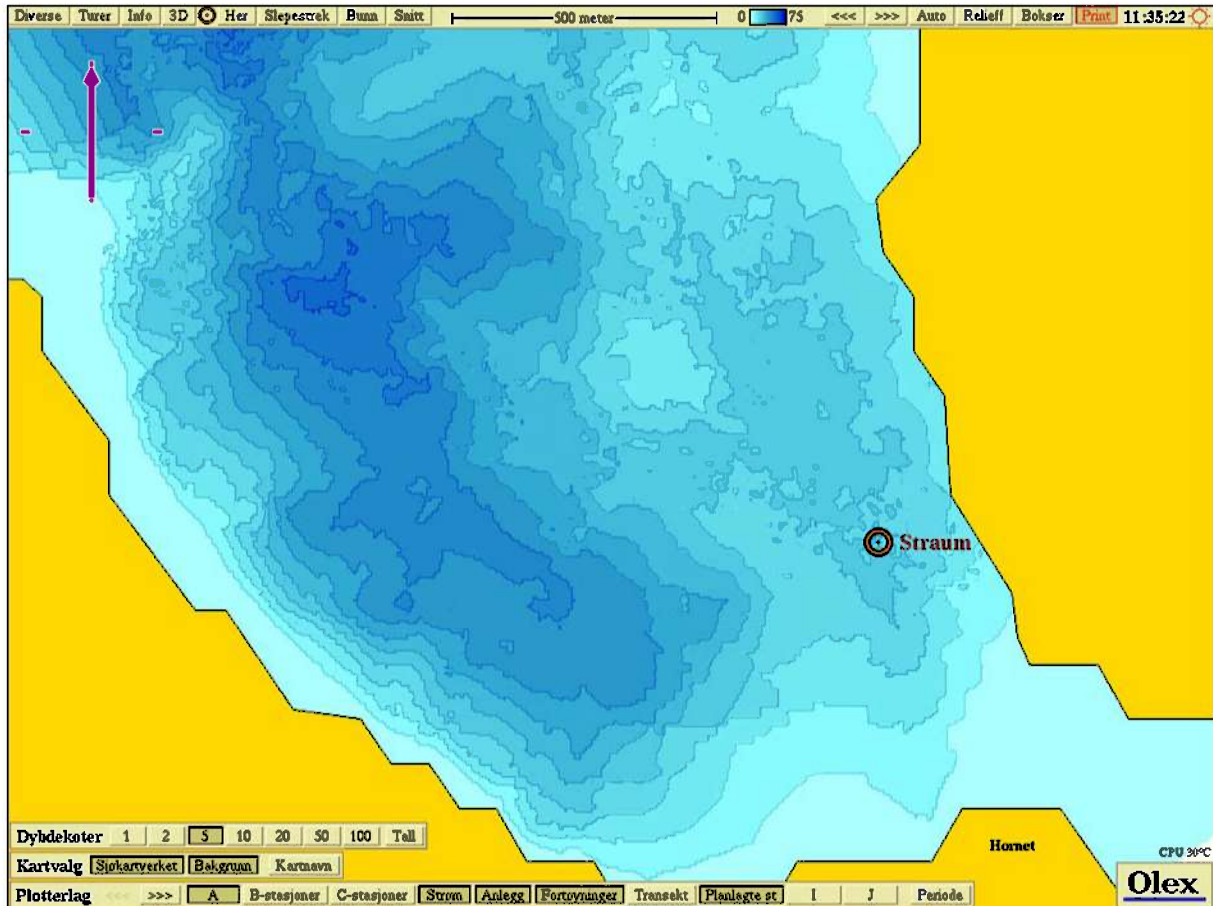 Diverse Turer Info 3D Her Slepestrek Bunn Snitt 500 meter 0 75 <<< >>> Auto Relieff Bokser Print 11:35:22
Straum
Dybdekoter 1 2 5 10 20 50 100 Tall
Hornet
Kartvalg Sjøkartverket Bakgrunn Kartnavn
CPU 30°C
Plotterlag <<< >>> A B-stasjoner C-stasjoner Strøm Anlegg Fortøyninger Transekt Planlagte st I J Periode
Olex